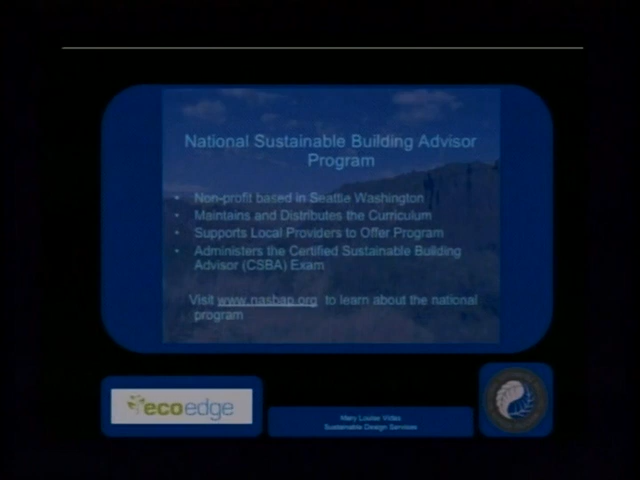 National Sustainable Building Advisor
Program
• Non-profit based in Seattle Washington
• Maintains and Distributes the Curriculum
• Supports Local Providers to Offer Program
• Administers the Certified Sustainable Building
Advisor (CSBA) Exam
Visit www.nasbap.org to learn about the national
program
ecoedge
Mary Louise
Sustainable Design Services